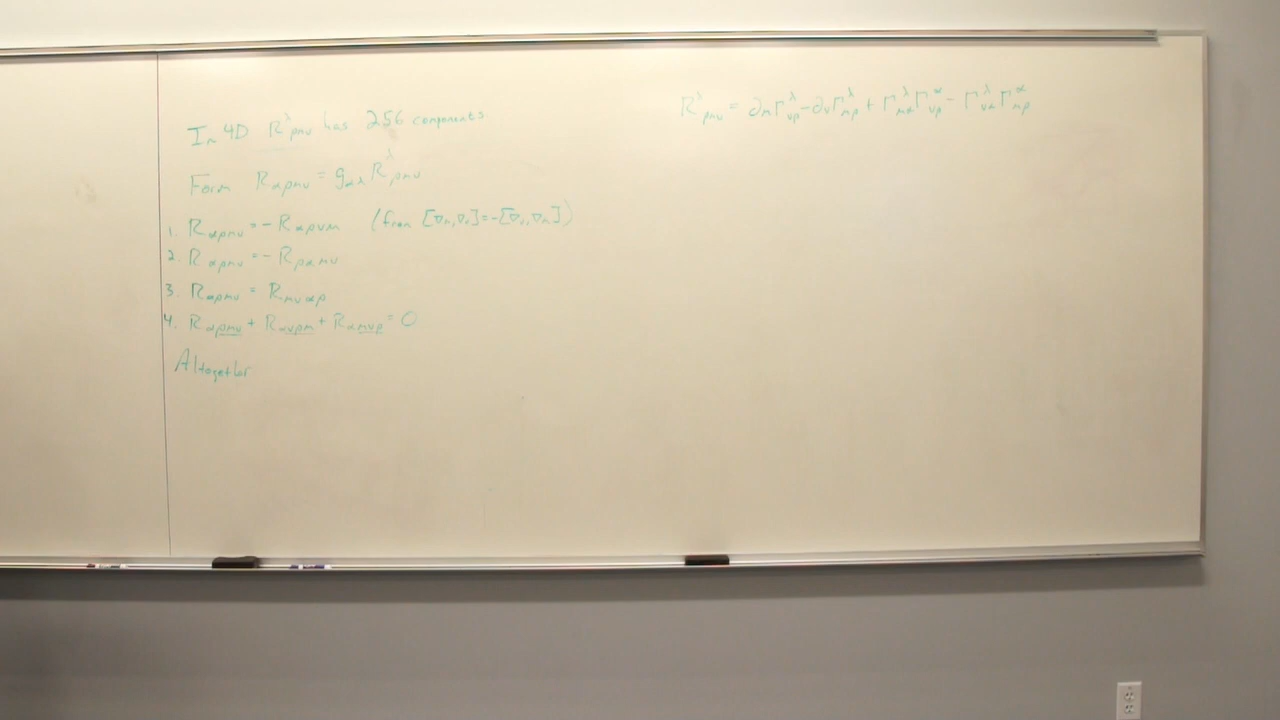 In 4D R^λ_ρμν has 256 components
Form R_αρμν = g_αλ R^λ_ρμν
1. R_αρμν = - R_αρνμ (from [∇_μ,∇_ν]=-[∇_ν,∇_μ])
2. R_αρμν = - R_ραμν
3. R_αρμν = R_μναρ
4. R_αρμν + R_ανρμ + R_αμνρ = 0
Altogether
R^λ_ρμν = ∂_μ Γ^λ_νρ - ∂_ν Γ^λ_μρ + Γ^λ_μα Γ^α_νρ - Γ^λ_να Γ^α_μρ